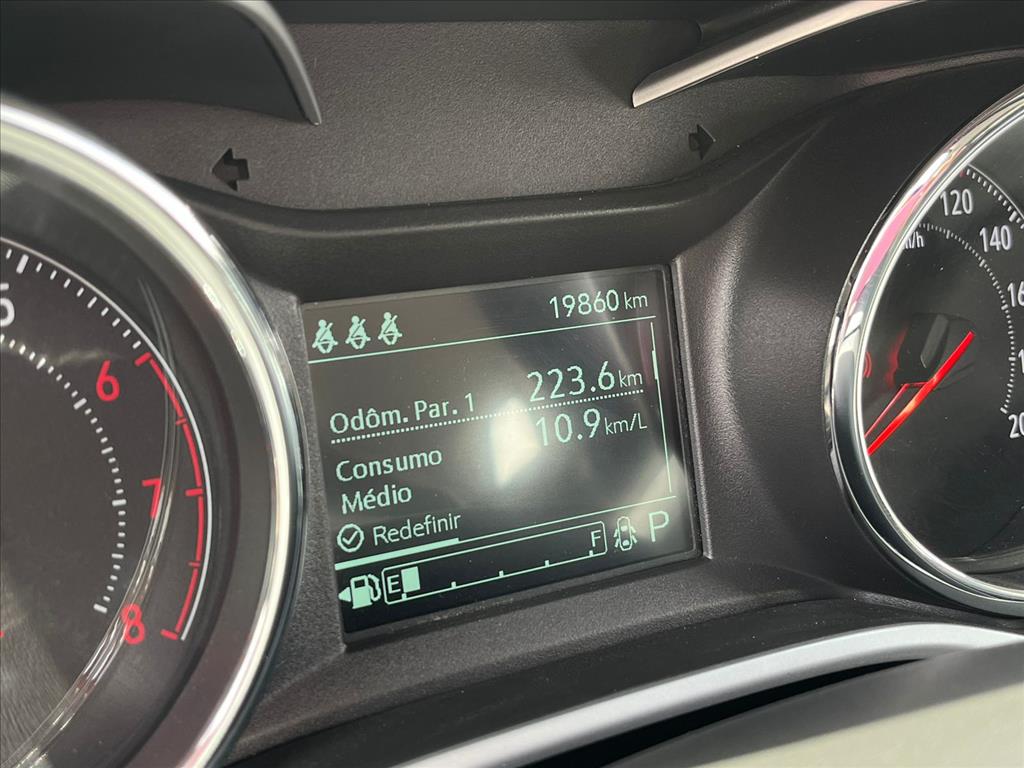 19860 km
Odôm. Par. 1 223.6 km
Consumo 10.9 km/L
Médio
Redefinir
E F P
6
7
8
120
140
km/h